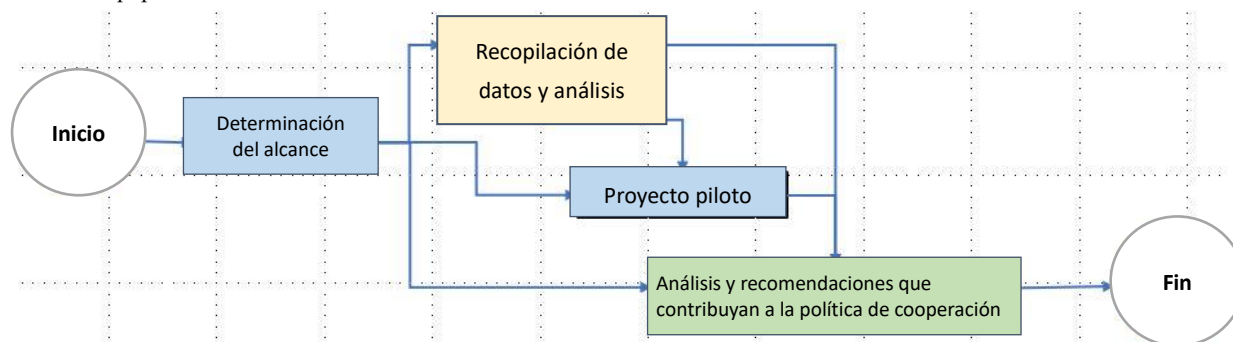 Recopilación de
datos y análisis
Inicio
Determinación
del alcance
Proyecto piloto
Análisis y recomendaciones que
contribuyan a la política de cooperación
Fin